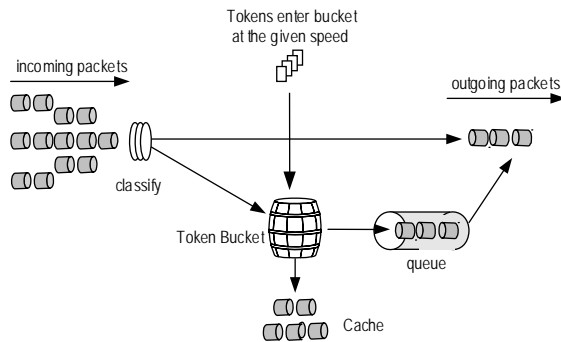 Tokens enter bucket
at the given speed
incoming packets
outgoing packets
classify
Token Bucket
queue
Cache